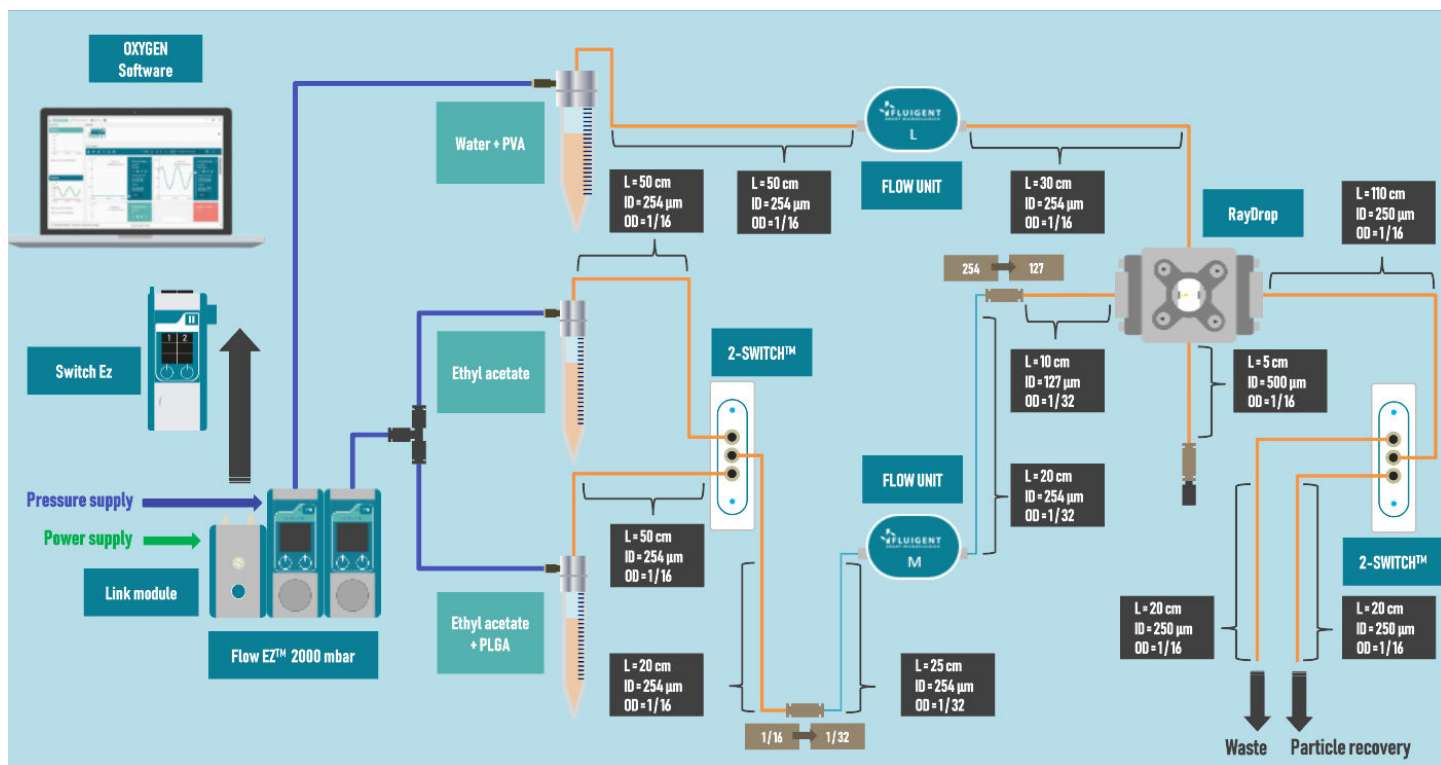 OXYGEN
Software
Water + PVA
FLUIGENT
SMART MICROFLUIDICS
L
FLOW UNIT
L = 50 cm
ID = 254 µm
OD = 1/16
L = 50 cm
ID = 254 µm
OD = 1/16
L = 30 cm
ID = 254 µm
OD = 1/16
RayDrop
L = 110 cm
ID = 250 µm
OD = 1/16
254
127
Switch Ez
1 2
Ethyl acetate
2-SWITCH™
L = 10 cm
ID = 127 µm
OD = 1/32
L = 5 cm
ID = 500 µm
OD = 1/16
Pressure supply
Power supply
Link module
Flow EZ™ 2000 mbar
L = 50 cm
ID = 254 µm
OD = 1/16
FLOW UNIT
FLUIGENT
SMART MICROFLUIDICS
M
L = 20 cm
ID = 254 µm
OD = 1/32
2-SWITCH™
Ethyl acetate
+ PLGA
L = 20 cm
ID = 254 µm
OD = 1/16
L = 25 cm
ID = 254 µm
OD = 1/32
L = 20 cm
ID = 250 µm
OD = 1/16
L = 20 cm
ID = 250 µm
OD = 1/16
1/16
1/32
Waste
Particle recovery